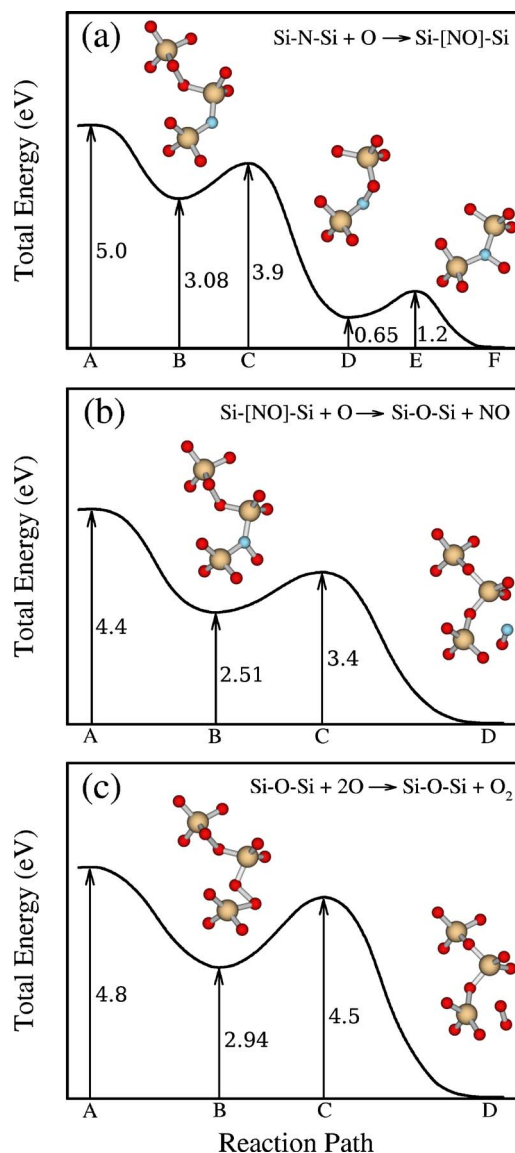 (a)
Si-N-Si + O → Si-[NO]-Si
Total Energy (eV)
5.0
3.08
3.9
0.65
1.2
A B C D E F
(b)
Si-[NO]-Si + O → Si-O-Si + NO
Total Energy (eV)
4.4
2.51
3.4
A B C D
(c)
Si-O-Si + 2O → Si-O-Si + O₂
Total Energy (eV)
4.8
2.94
4.5
A B C D
Reaction Path